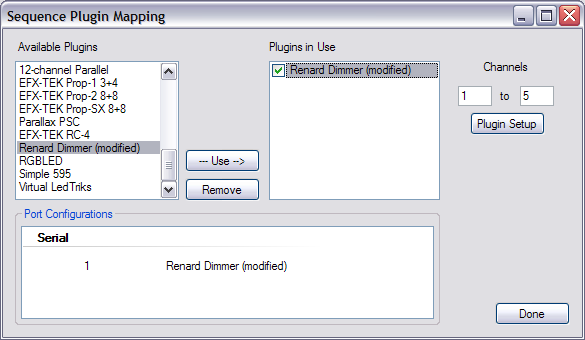 Sequence Plugin Mapping
Available Plugins
12-channel Parallel
EFX-TEK Prop-1 3+4
EFX-TEK Prop-2 8+8
EFX-TEK Prop-SX 8+8
Parallax PSC
EFX-TEK RC-4
Renard Dimmer (modified)
RGBLED
Simple 595
Virtual LedTriks
--- Use -->
Remove
Plugins in Use
Renard Dimmer (modified)
Channels
1 to 5
Plugin Setup
Port Configurations
Serial
1 Renard Dimmer (modified)
Done